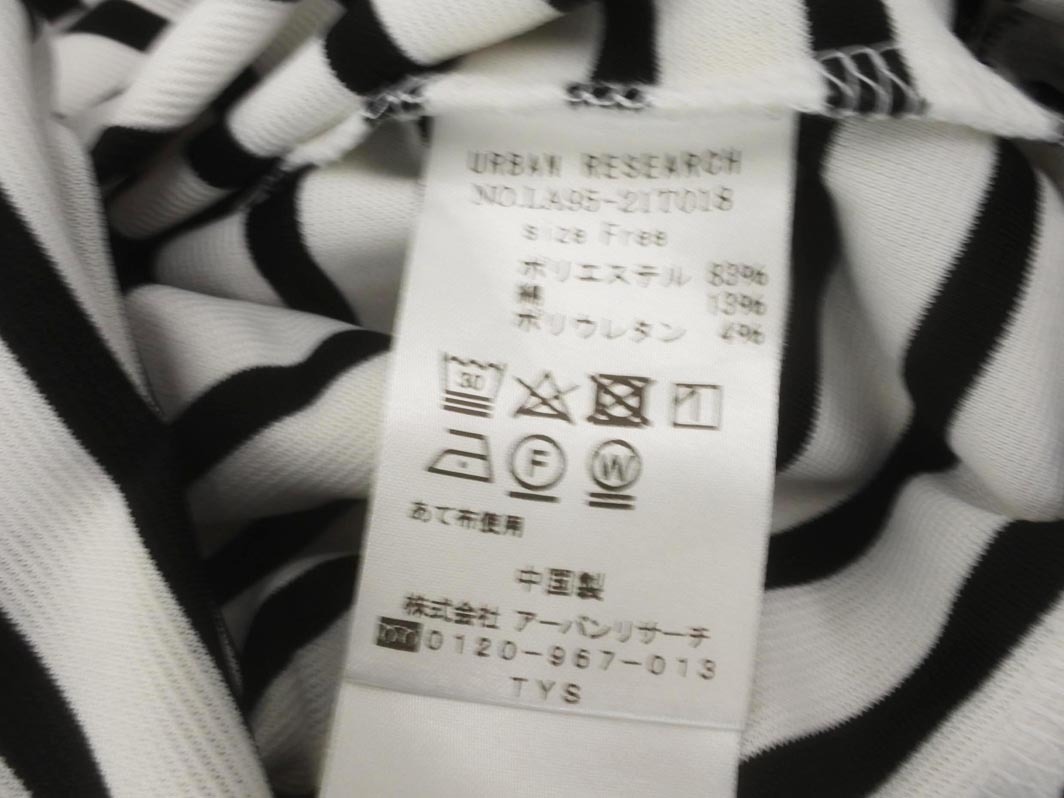 URBAN RESEARCH
NO.LA95-21T018
size Free
ポリエステル 83%
綿 13%
ポリウレタン 4%
30
F W
あて布使用
中国製
株式会社 アーバンリサーチ
0120-967-013
TYS